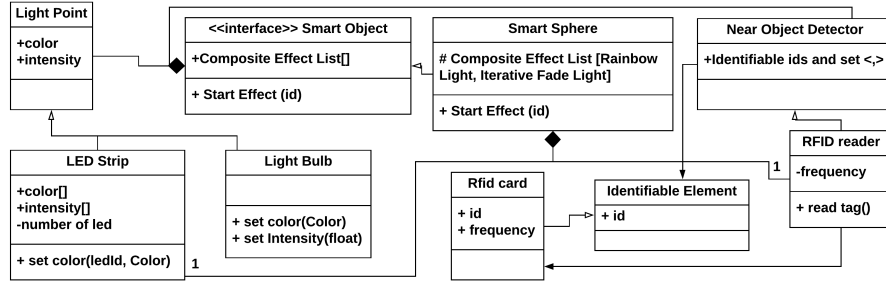 Light Point
+color
+intensity
<<interface>> Smart Object
+Composite Effect List[]
+ Start Effect (id)
Smart Sphere
# Composite Effect List [Rainbow
Light, Iterative Fade Light]
+ Start Effect (id)
Near Object Detector
+Identifiable ids and set <,>
LED Strip
+color[]
+intensity[]
-number of led
+ set color(ledId, Color)
1
Light Bulb
+ set color(Color)
+ set Intensity(float)
Rfid card
+ id
+ frequency
Identifiable Element
+ id
1
RFID reader
-frequency
+ read tag()